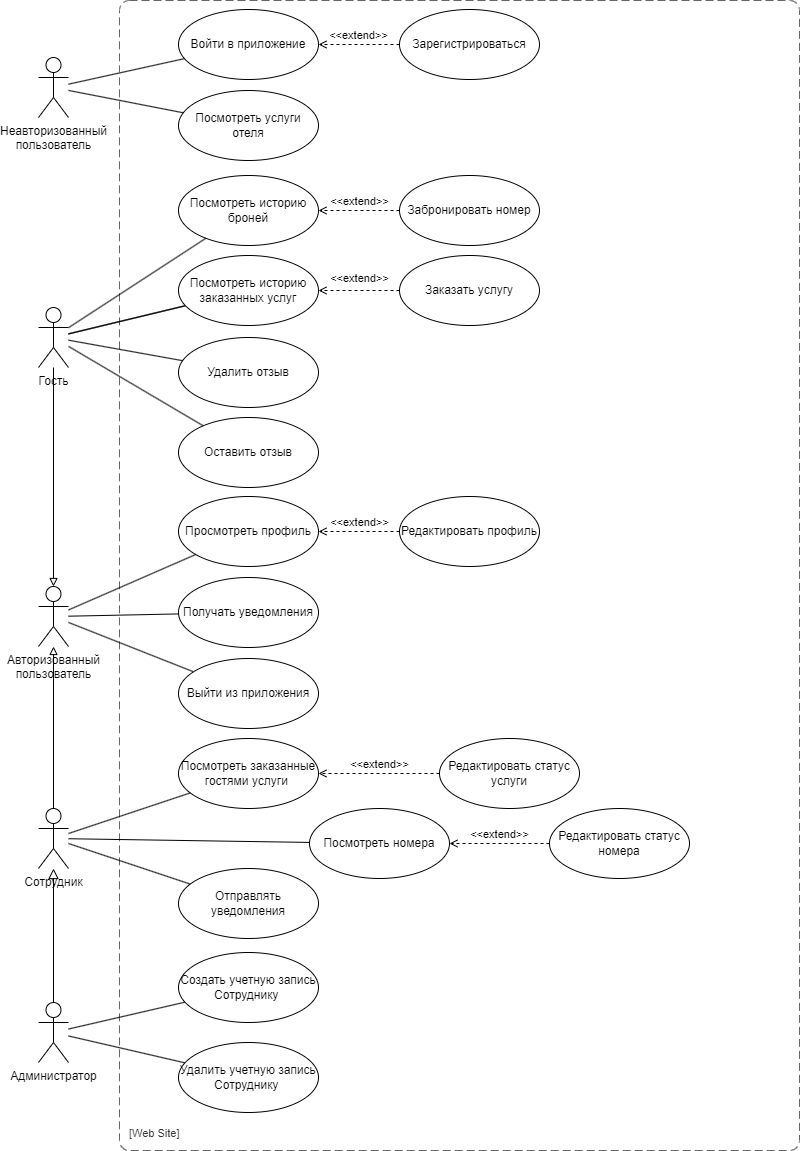 Войти в приложение
<<extend>>
Зарегистрироваться
Неавторизованный
пользователь
Посмотреть услуги
отеля
Посмотреть историю
броней
<<extend>>
Забронировать номер
Посмотреть историю
заказанных услуг
<<extend>>
Заказать услугу
Гость
Удалить отзыв
Оставить отзыв
Просмотреть профиль
<<extend>>
Редактировать профиль
Получать уведомления
Авторизованный
пользователь
Выйти из приложения
Посмотреть заказанные
гостями услуги
<<extend>>
Редактировать статус
услуги
Посмотреть номера
<<extend>>
Редактировать статус
номера
Сотрудник
Отправлять
уведомления
Создать учетную запись
Сотруднику
Администратор
Удалить учетную запись
Сотруднику
[Web Site]